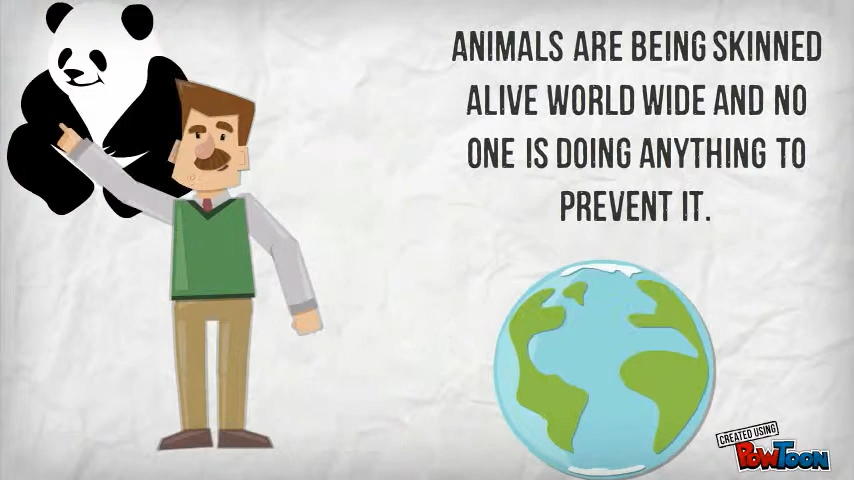 ANIMALS ARE BEING SKINNED
ALIVE WORLD WIDE AND NO
ONE IS DOING ANYTHING TO
PREVENT IT.
CREATED USING
POWTOON